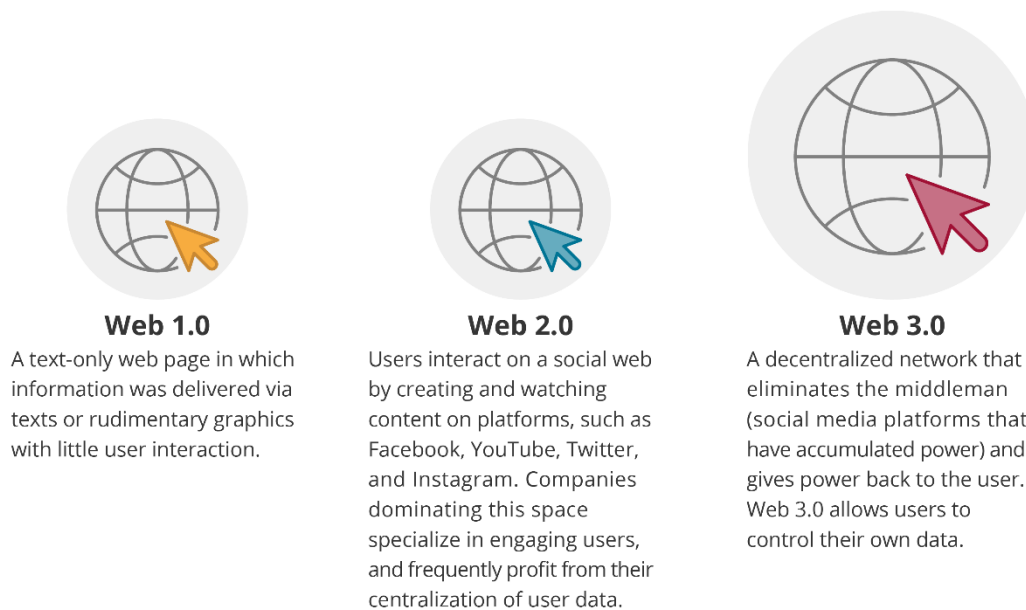 Web 1.0
A text-only web page in which
information was delivered via
texts or rudimentary graphics
with little user interaction.
Web 2.0
Users interact on a social web
by creating and watching
content on platforms, such as
Facebook, YouTube, Twitter,
and Instagram. Companies
dominating this space
specialize in engaging users,
and frequently profit from their
centralization of user data.
Web 3.0
A decentralized network that
eliminates the middleman
(social media platforms that
have accumulated power) and
gives power back to the user.
Web 3.0 allows users to
control their own data.